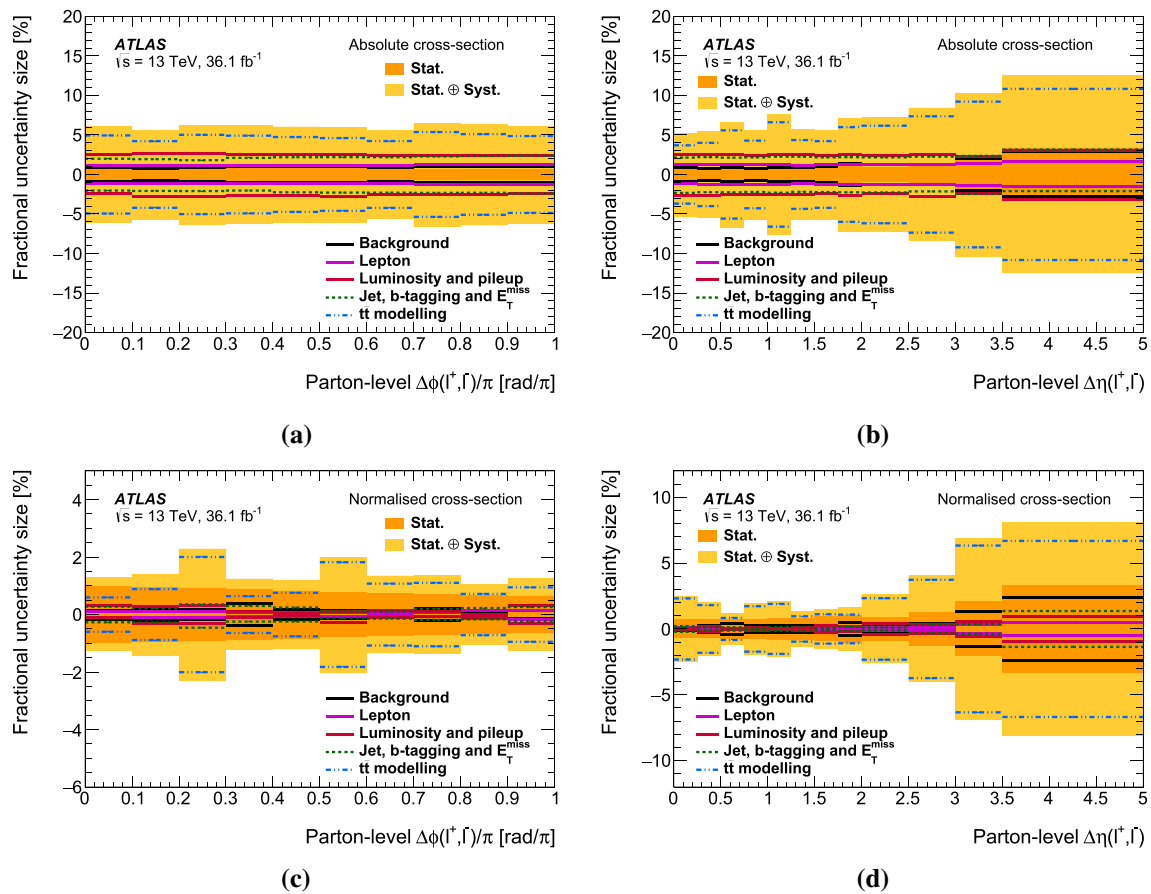 Fractional uncertainty size [%]
20
15
10
5
0
−5
−10
−15
−20
ATLAS
√s = 13 TeV, 36.1 fb⁻¹
Absolute cross-section
Stat.
Stat. ⊕ Syst.
Background
Lepton
Luminosity and pileup
Jet, b-tagging and E_T^miss
tt̄ modelling
0 0.1 0.2 0.3 0.4 0.5 0.6 0.7 0.8 0.9 1
Parton-level Δϕ(l⁺,l⁻)/π [rad/π]
(a)
Fractional uncertainty size [%]
20
15
10
5
0
−5
−10
−15
−20
ATLAS
√s = 13 TeV, 36.1 fb⁻¹
Absolute cross-section
Stat.
Stat. ⊕ Syst.
Background
Lepton
Luminosity and pileup
Jet, b-tagging and E_T^miss
tt̄ modelling
0 0.5 1 1.5 2 2.5 3 3.5 4 4.5 5
Parton-level Δη(l⁺,l⁻)
(b)
Fractional uncertainty size [%]
4
2
0
−2
−4
−6
ATLAS
√s = 13 TeV, 36.1 fb⁻¹
Normalised cross-section
Stat.
Stat. ⊕ Syst.
Background
Lepton
Luminosity and pileup
Jet, b-tagging and E_T^miss
tt̄ modelling
0 0.1 0.2 0.3 0.4 0.5 0.6 0.7 0.8 0.9 1
Parton-level Δϕ(l⁺,l⁻)/π [rad/π]
(c)
Fractional uncertainty size [%]
10
5
0
−5
−10
ATLAS
√s = 13 TeV, 36.1 fb⁻¹
Normalised cross-section
Stat.
Stat. ⊕ Syst.
Background
Lepton
Luminosity and pileup
Jet, b-tagging and E_T^miss
tt̄ modelling
0 0.5 1 1.5 2 2.5 3 3.5 4 4.5 5
Parton-level Δη(l⁺,l⁻)
(d)